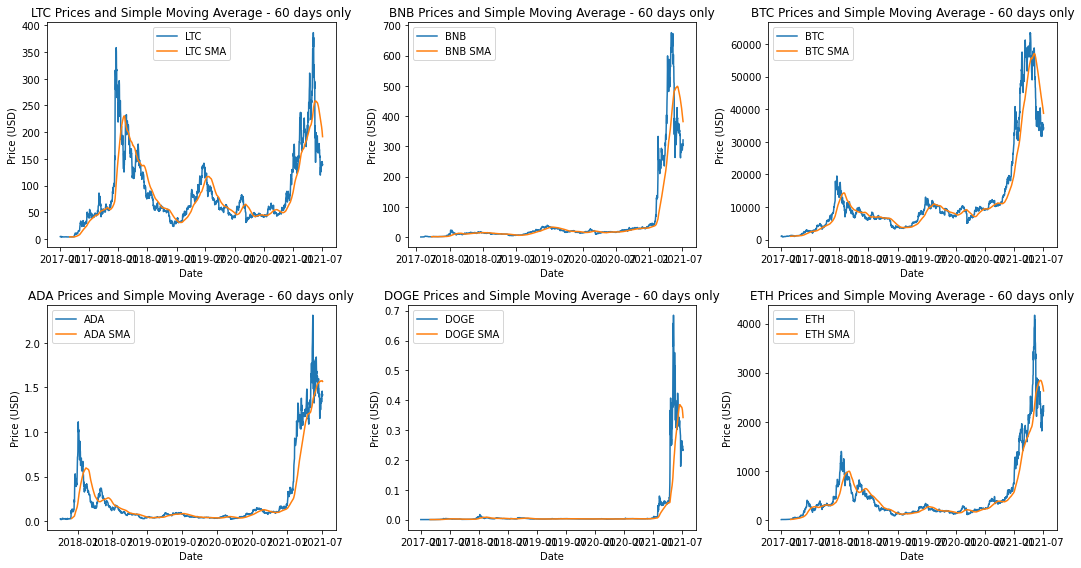 LTC Prices and Simple Moving Average - 60 days only
LTC
LTC SMA
400
350
300
250
200
150
100
50
0
Price (USD)
2017-01 2017-07 2018-01 2018-07 2019-01 2019-07 2020-01 2020-07 2021-01 2021-07
Date
BNB Prices and Simple Moving Average - 60 days only
BNB
BNB SMA
700
600
500
400
300
200
100
0
Price (USD)
2017-07 2018-01 2018-07 2019-01 2019-07 2020-01 2020-07 2021-01 2021-07
Date
BTC Prices and Simple Moving Average - 60 days only
BTC
BTC SMA
60000
50000
40000
30000
20000
10000
0
Price (USD)
2017-01 2017-07 2018-01 2018-07 2019-01 2019-07 2020-01 2020-07 2021-01 2021-07
Date
ADA Prices and Simple Moving Average - 60 days only
ADA
ADA SMA
2.0
1.5
1.0
0.5
0.0
Price (USD)
2018-01 2018-07 2019-01 2019-07 2020-01 2020-07 2021-01 2021-07
Date
DOGE Prices and Simple Moving Average - 60 days only
DOGE
DOGE SMA
0.7
0.6
0.5
0.4
0.3
0.2
0.1
0.0
Price (USD)
2017-01 2017-07 2018-01 2018-07 2019-01 2019-07 2020-01 2020-07 2021-01 2021-07
Date
ETH Prices and Simple Moving Average - 60 days only
ETH
ETH SMA
4000
3000
2000
1000
0
Price (USD)
2017-01 2017-07 2018-01 2018-07 2019-01 2019-07 2020-01 2020-07 2021-01 2021-07
Date